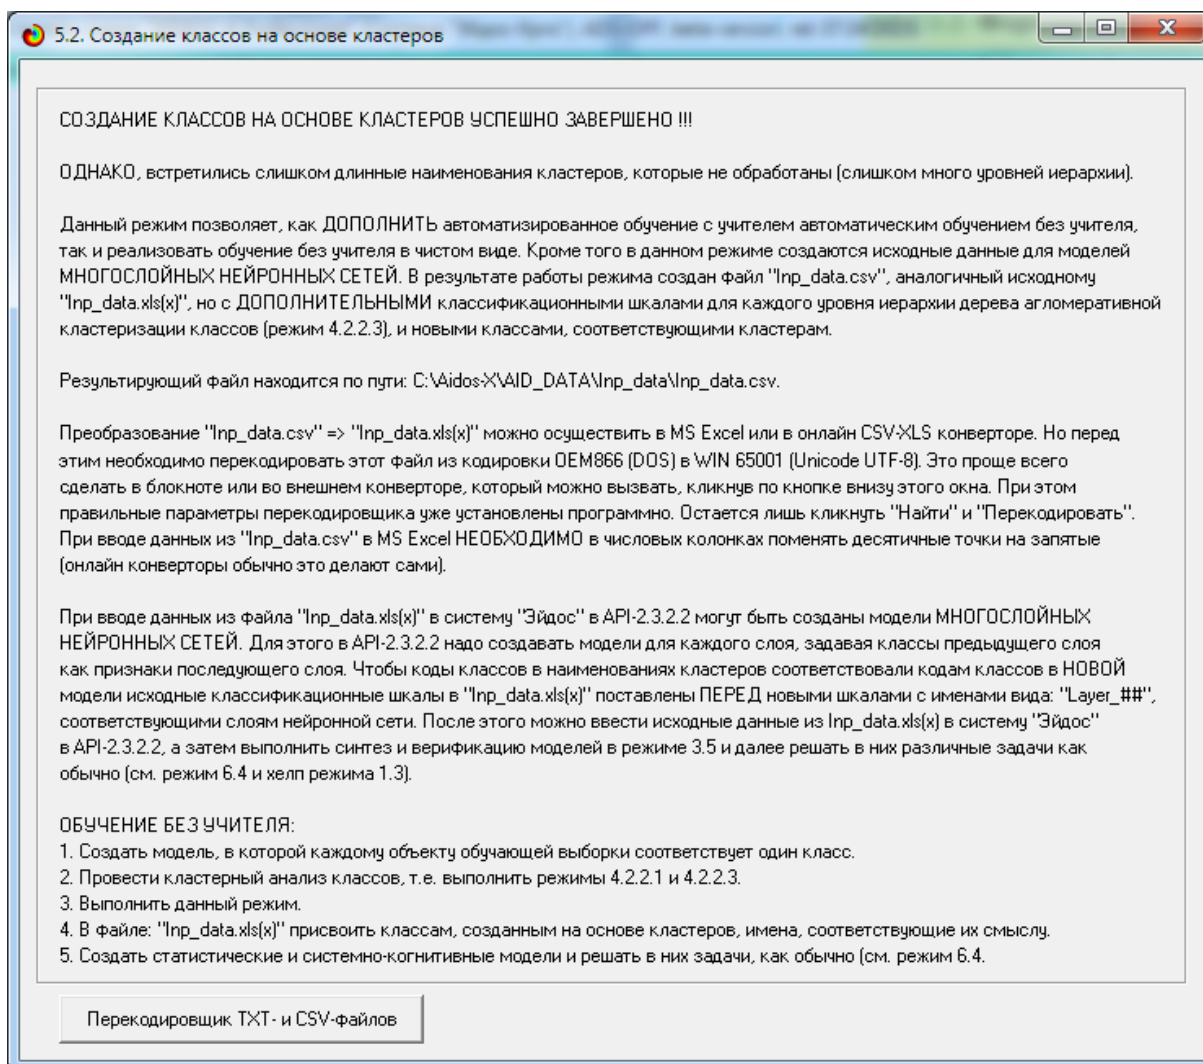 5.2. Создание классов на основе кластеров
СОЗДАНИЕ КЛАССОВ НА ОСНОВЕ КЛАСТЕРОВ УСПЕШНО ЗАВЕРШЕНО !!!
ОДНАКО, встретились слишком длинные наименования кластеров, которые не обработаны (слишком много уровней иерархии).
Данный режим позволяет, как ДОПОЛНИТЬ автоматизированное обучение с учителем автоматическим обучением без учителя,
так и реализовать обучение без учителя в чистом виде. Кроме того в данном режиме создаются исходные данные для моделей
МНОГОСЛОЙНЫХ НЕЙРОННЫХ СЕТЕЙ. В результате работы режима создан файл "Inp_data.csv", аналогичный исходному
"Inp_data.xls(x)", но с ДОПОЛНИТЕЛЬНЫМИ классификационными шкалами для каждого уровня иерархии дерева агломеративной
кластеризации классов (режим 4.2.2.3), и новыми классами, соответствующими кластерам.
Результирующий файл находится по пути: C:\Aidos-X\AID_DATA\Inp_data\Inp_data.csv.
Преобразование "Inp_data.csv" => "Inp_data.xls(x)" можно осуществить в MS Excel или в онлайн CSV-XLS конверторе. Но перед
этим необходимо перекодировать этот файл из кодировки OEM866 (DOS) в WIN 65001 (Unicode UTF-8). Это проще всего
сделать в блокноте или во внешнем конверторе, который можно вызвать, кликнув по кнопке внизу этого окна. При этом
правильные параметры перекодировщика уже установлены программно. Остается лишь кликнуть "Найти" и "Перекодировать".
При вводе данных из "Inp_data.csv" в MS Excel НЕОБХОДИМО в числовых колонках поменять десятичные точки на запятые
(онлайн конверторы обычно это делают сами).
При вводе данных из файла "Inp_data.xls(x)" в систему "Эйдос" в API-2.3.2.2 могут быть созданы модели МНОГОСЛОЙНЫХ
НЕЙРОННЫХ СЕТЕЙ. Для этого в API-2.3.2.2 надо создавать модели для каждого слоя, задавая классы предыдущего слоя
как признаки последующего слоя. Чтобы коды классов в наименованиях кластеров соответствовали кодам классов в НОВОЙ
модели исходные классификационные шкалы в "Inp_data.xls(x)" поставлены ПЕРЕД новыми шкалами с именами вида: "Layer_##",
соответствующими слоям нейронной сети. После этого можно ввести исходные данные из Inp_data.xls(x) в систему "Эйдос"
в API-2.3.2.2, а затем выполнить синтез и верификацию моделей в режиме 3.5 и далее решать в них различные задачи как
обычно (см. режим 6.4 и хелп режима 1.3).
ОБУЧЕНИЕ БЕЗ УЧИТЕЛЯ:
1. Создать модель, в которой каждому объекту обучающей выборки соответствует один класс.
2. Провести кластерный анализ классов, т.е. выполнить режимы 4.2.2.1 и 4.2.2.3.
3. Выполнить данный режим.
4. В файле: "Inp_data.xls(x)" присвоить классам, созданным на основе кластеров, имена, соответствующие их смыслу.
5. Создать статистические и системно-когнитивные модели и решать в них задачи, как обычно (см. режим 6.4.
Перекодировщик TXT- и CSV-файлов